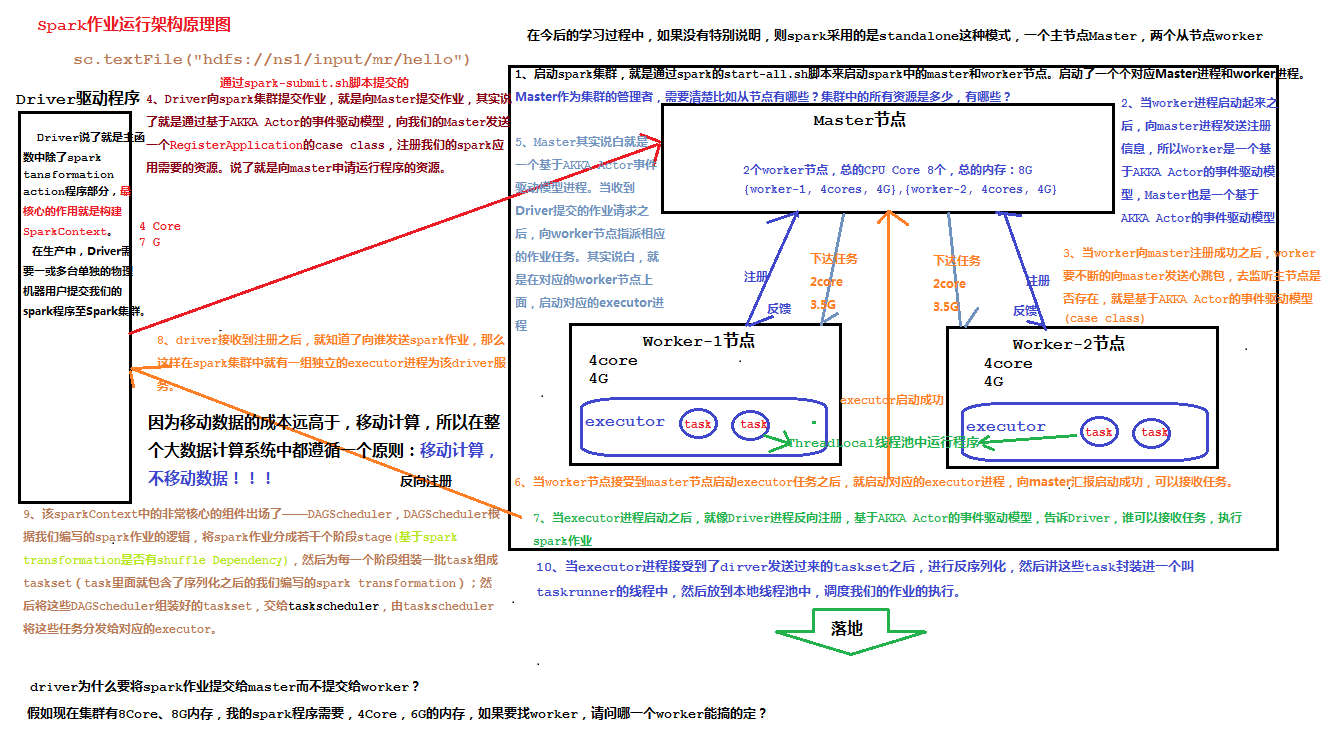 Spark作业运行架构原理图
sc.textFile("hdfs://ns1/input/mr/hello")
通过spark-submit.sh脚本提交的
Driver驱动程序
Driver说了就是主函
数中除了spark
tansformation
action程序部分，最
核心的作用就是构建
SparkContext。
在生产中，Driver需
要一或多台单独的物理
机器用户提交我们的
spark程序至Spark集群。
4、Driver向spark集群提交作业，就是向Master提交作业，其实说
了就是通过基于AKKA Actor的事件驱动模型，向我们的Master发送
一个RegisterApplication的case class，注册我们的spark应
用需要的资源。说了就是向master申请运行程序的资源。
4 Core
7 G
8、driver接收到注册之后，就知道了向谁发送spark作业，那么
这样在spark集群中就有一组独立的executor进程为该driver服
务。
因为移动数据的成本远高于，移动计算，所以在整
个大数据计算系统中都遵循一个原则：移动计算，
不移动数据！！！
反向注册
9、该sparkContext中的非常核心的组件出场了——DAGScheduler，DAGScheduler根
据我们编写的spark作业的逻辑，将spark作业分成若干个阶段stage(基于spark
transformation是否有shuffle Dependency)，然后为每一个阶段组装一批task组成
taskset（task里面就包含了序列化之后的我们编写的spark transformation）；然
后将这些DAGScheduler组装好的taskset，交给taskscheduler，由taskscheduler
将这些任务分发给对应的executor。
在今后的学习过程中，如果没有特别说明，则spark采用的是standalone这种模式，一个主节点Master，两个从节点worker
1、启动spark集群，就是通过spark的start-all.sh脚本来启动spark中的master和worker节点。启动了一个个对应Master进程和worker进程。
Master作为集群的管理者，需要清楚比如从节点有哪些？集群中的所有资源是多少，有哪些？
Master节点
2个worker节点，总的CPU Core 8个，总的内存：8G
{worker-1, 4cores, 4G},{worker-2, 4cores, 4G}
2、当worker进程启动起来之
后，向master进程发送注册
信息，所以Worker是一个基
于AKKA Actor的事件驱动模
型，Master也是一个基于
AKKA Actor的事件驱动模型
5、Master其实说白就是
一个基于AKKA Actor事件
驱动模型进程。当收到
Driver提交的作业请求之
后，向worker节点指派相应
的作业任务。其实说白，就
是在对应的worker节点上
面，启动对应的executor进
程
3、当worker向master注册成功之后，worker
要不断的向master发送心跳包，去监听主节点是
否存在，就是基于AKKA Actor的事件驱动模型
(case class)
注册
反馈
下达任务
2core
3.5G
下达任务
2core
3.5G
注册
反馈
Worker-1节点
4core
4G
executor
task
task
executor启动成功
ThreadLocal线程池中运行程序
Worker-2节点
4core
4G
executor
task
task
6、当worker节点接受到master节点启动executor任务之后，就启动对应的executor进程，向master汇报启动成功，可以接收任务。
7、当executor进程启动之后，就像Driver进程反向注册，基于AKKA Actor的事件驱动模型，告诉Driver，谁可以接收任务，执行
spark作业
10、当executor进程接受到了dirver发送过来的taskset之后，进行反序列化，然后讲这些task封装进一个叫
taskrunner的线程中，然后放到本地线程池中，调度我们的作业的执行。
落地
driver为什么要将spark作业提交给master而不提交给worker？
假如现在集群有8Core、8G内存，我的spark程序需要，4Core，6G的内存，如果要找worker，请问哪一个worker能搞的定？